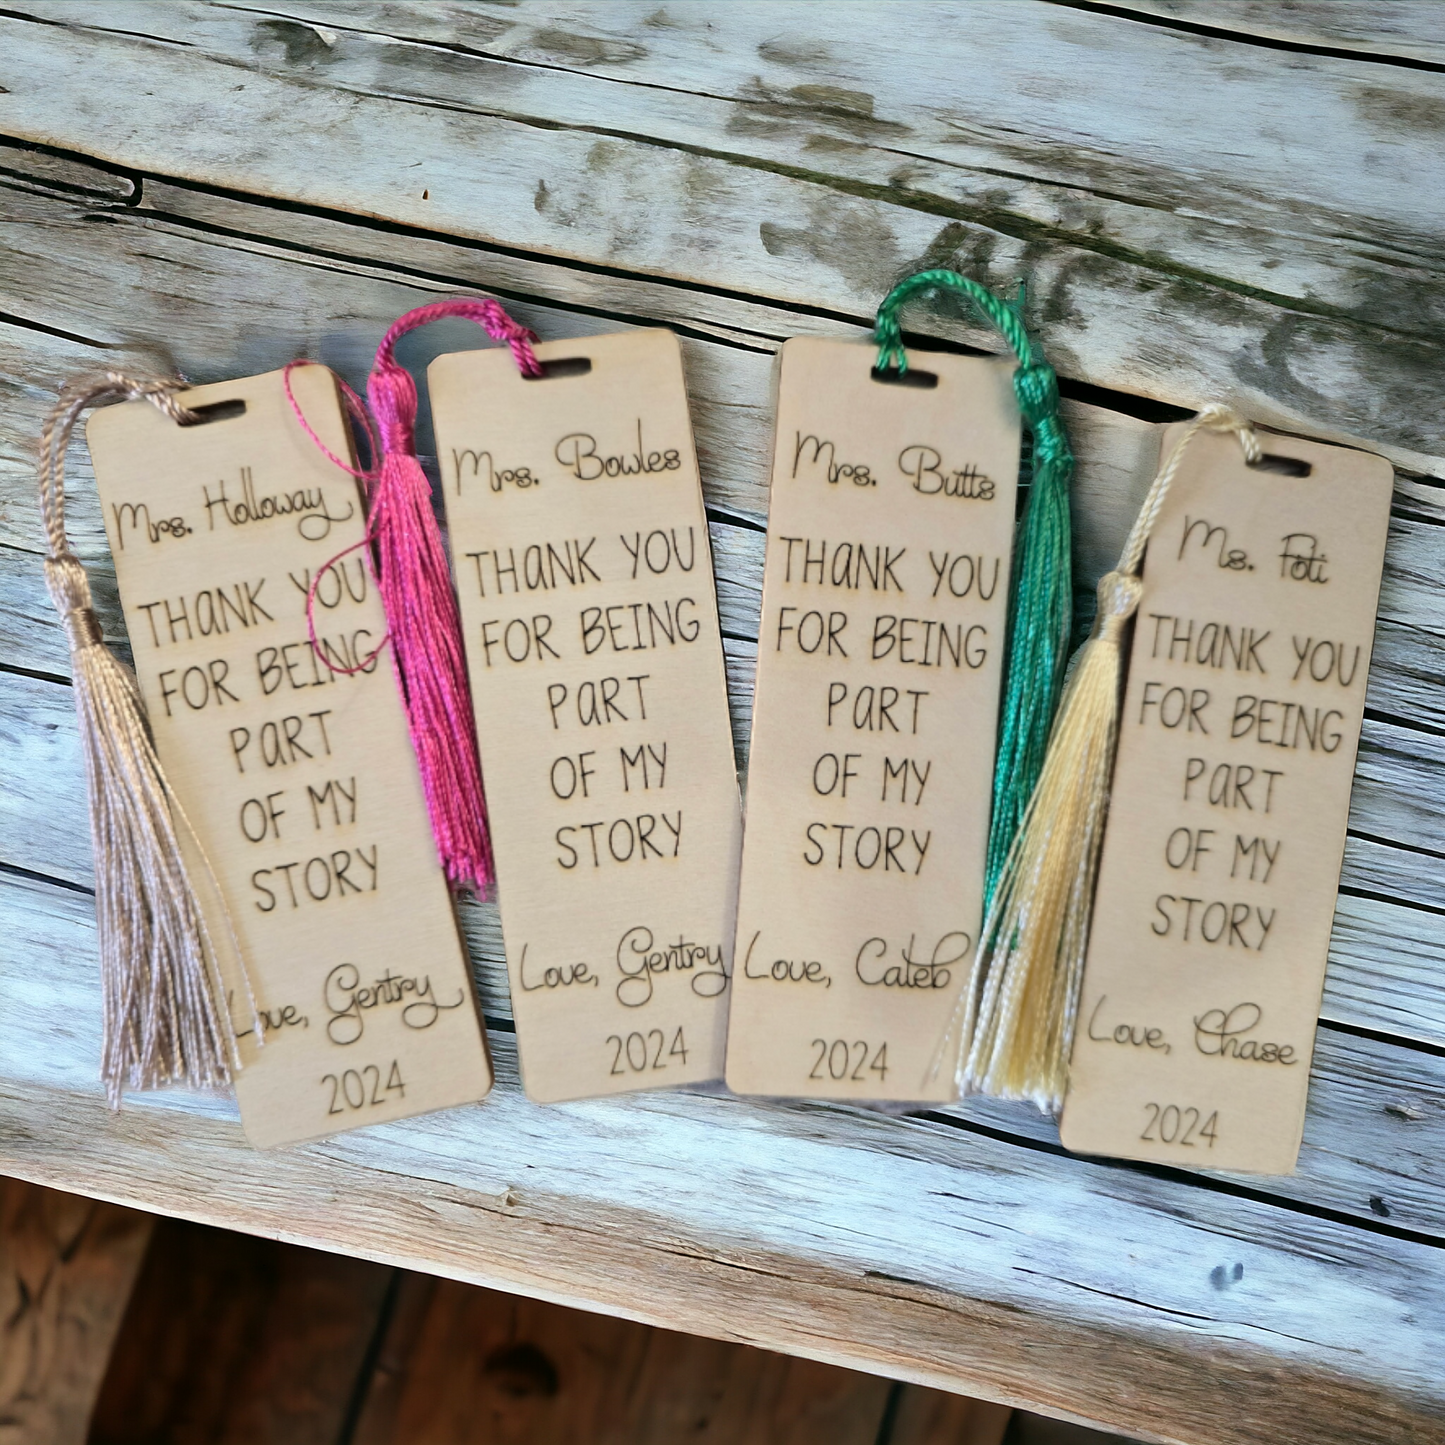 Mrs. Holloway
THANK YOU
FOR BEING
PART
OF MY
STORY
Love, Gentry
2024
Mrs. Bowles
THANK YOU
FOR BEING
PART
OF MY
STORY
Love, Gentry
2024
Mrs. Butts
THANK YOU
FOR BEING
PART
OF MY
STORY
Love, Caleb
2024
Ms. Foti
THANK YOU
FOR BEING
PART
OF MY
STORY
Love, Chase
2024